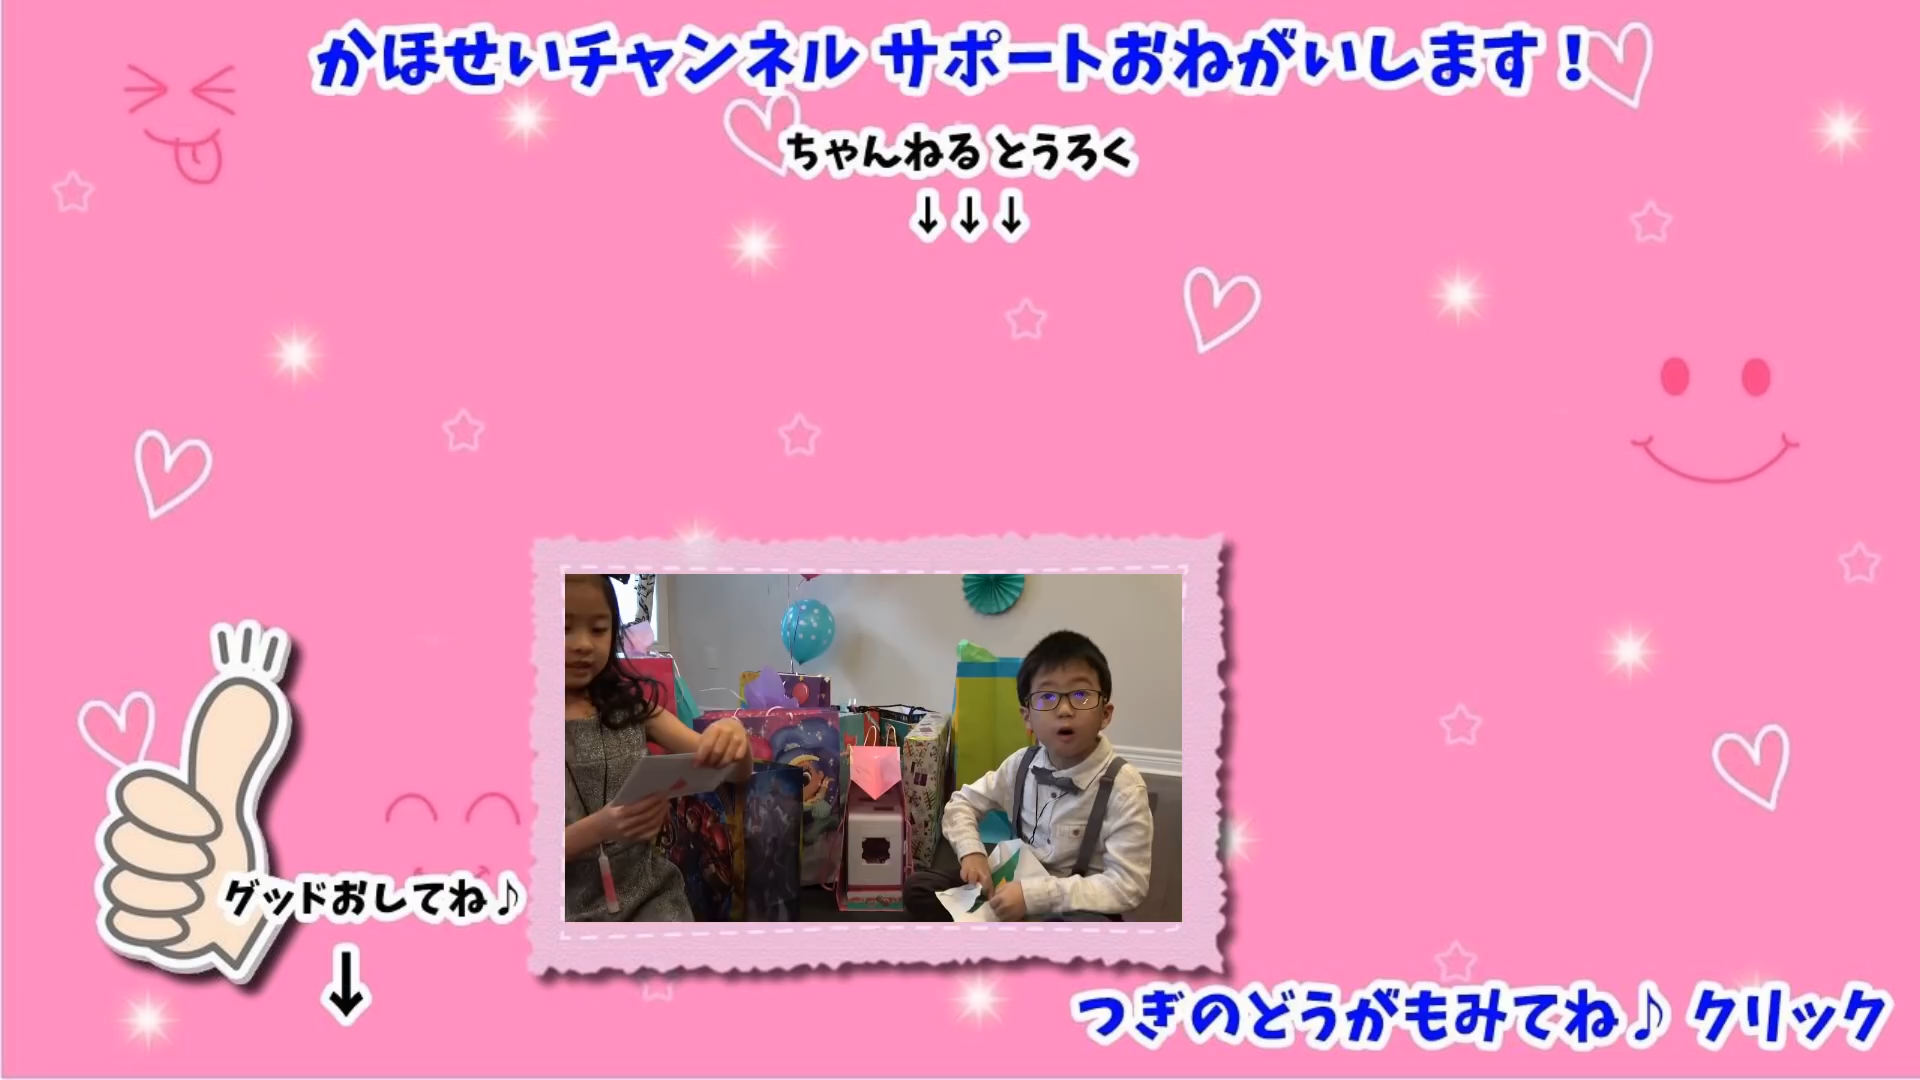 かほせいチャンネル サポートおねがいします！
ちゃんねる とうろく
↓↓↓
グッドおしてね♪
↓
つぎのどうがもみてね♪ クリック